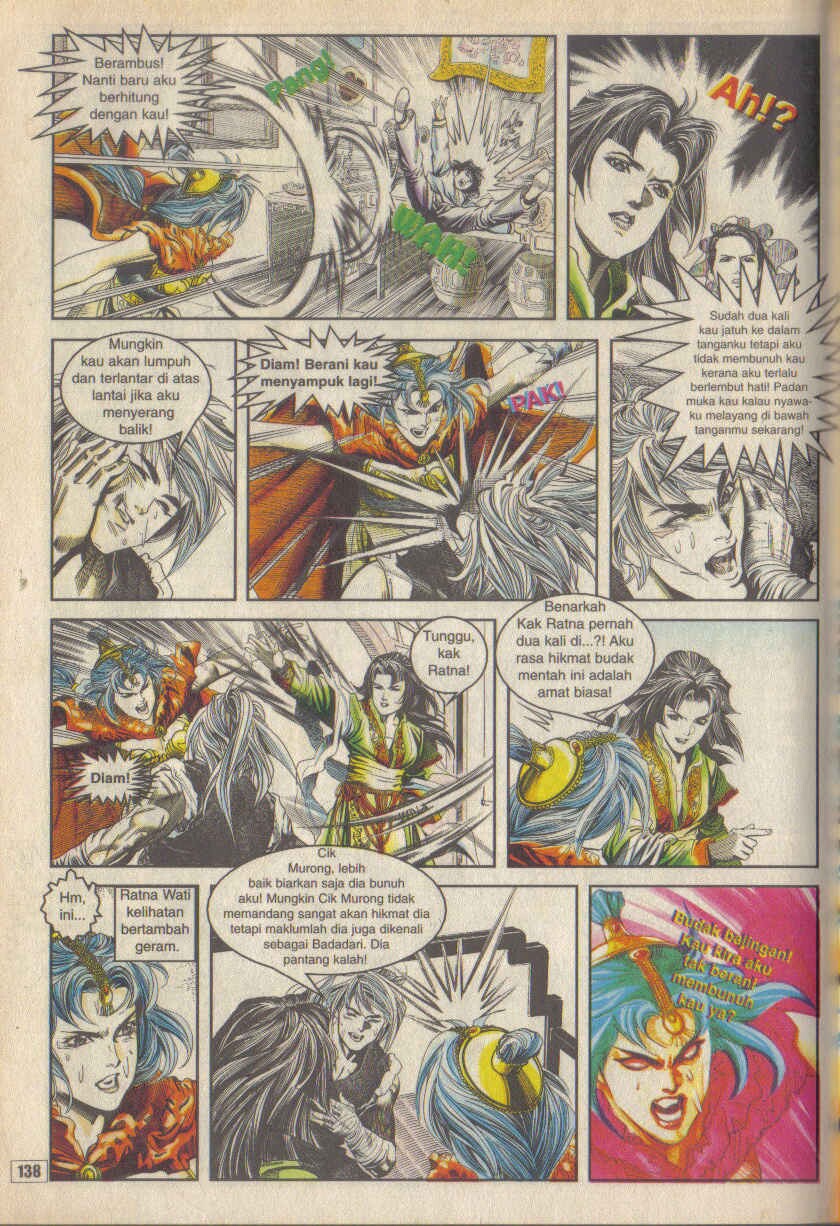 Berambus!
Nanti baru aku
berhitung
dengan kau!
Pang!
WAH!
Ah!?
Mungkin
kau akan lumpuh
dan terlantar di atas
lantai jika aku
menyerang
balik!
Diam! Berani kau
menyampuk lagi!
PAK!
Sudah dua kali
kau jatuh ke dalam
tanganku tetapi aku
tidak membunuh kau
kerana aku terlalu
berlembut hati! Padan
muka kau kalau nyawa-
ku melayang di bawah
tanganmu sekarang!
Diam!
Tunggu,
kak
Ratna!
Benarkah
Kak Ratna pernah
dua kali di...?! Aku
rasa hikmat budak
mentah ini adalah
amat biasa!
Hm,
ini...
Ratna Wati
kelihatan
bertambah
geram.
Cik
Murong, lebih
baik biarkan saja dia bunuh
aku! Mungkin Cik Murong tidak
memandang sangat akan hikmat dia
tetapi maklumlah dia juga dikenali
sebagai Badadari. Dia
pantang kalah!
Budak bajingan!
Kau kira aku
tak berani
membunuh
kau ya?
138